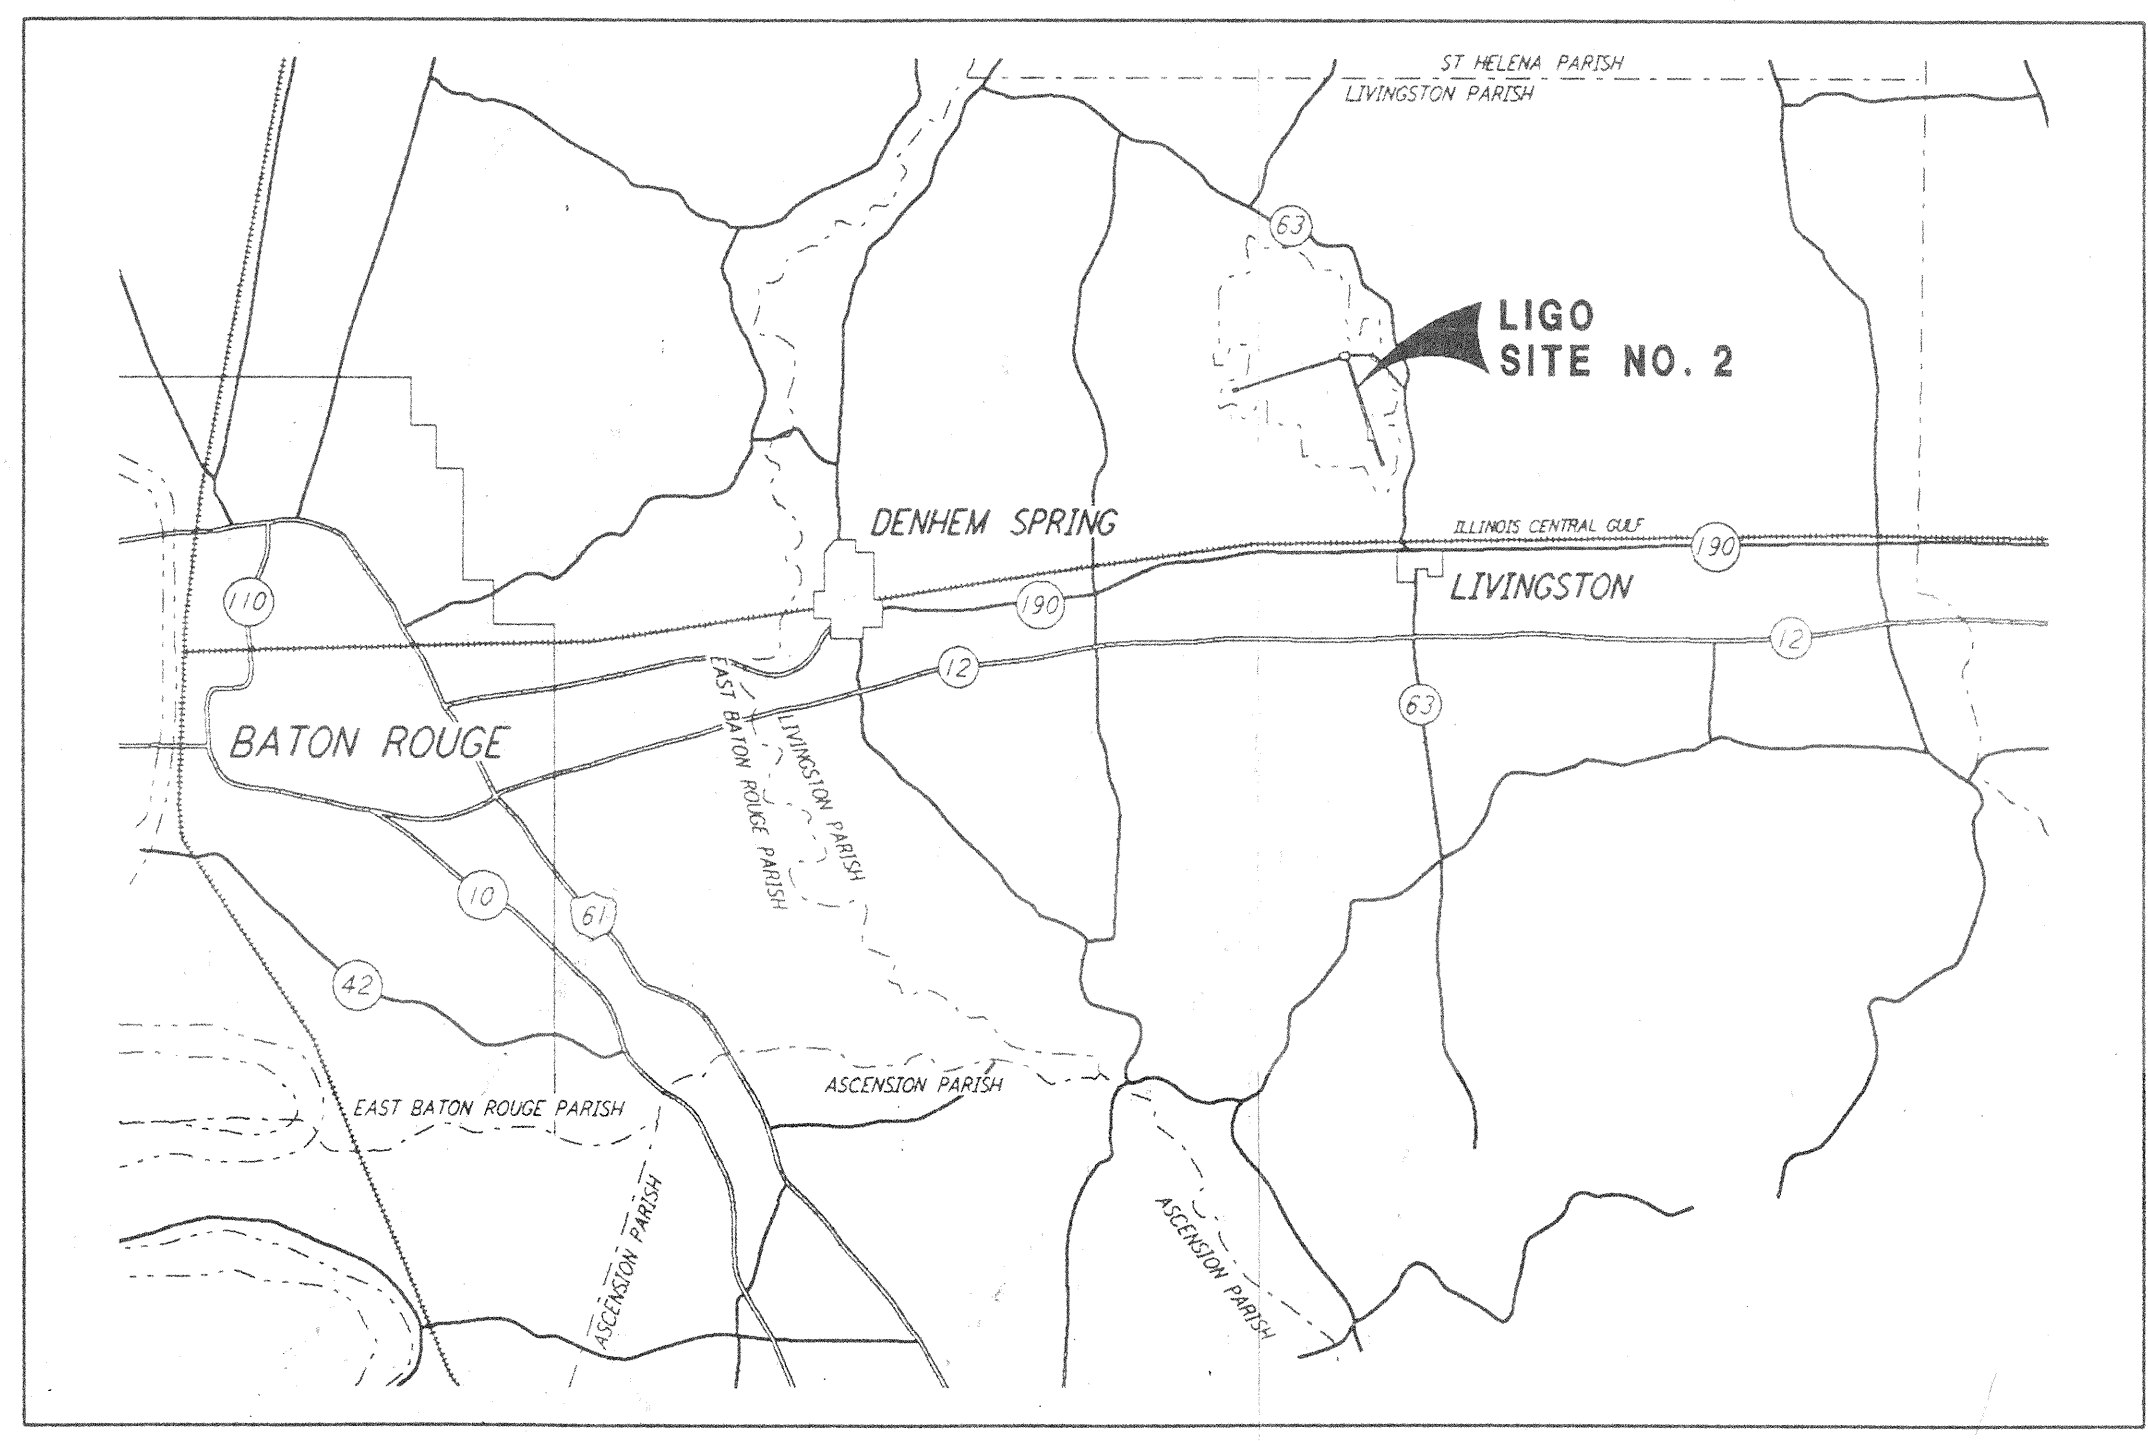 ST HELENA PARISH
LIVINGSTON PARISH
63
LIGO
SITE NO. 2
DENHEM SPRING
ILLINOIS CENTRAL GULF
190
110
190
LIVINGSTON
12
12
63
BATON ROUGE
EAST BATON ROUGE PARISH
LIVINGSTON PARISH
10
61
42
ASCENSION PARISH
EAST BATON ROUGE PARISH
ASCENSION PARISH
ASCENSION PARISH